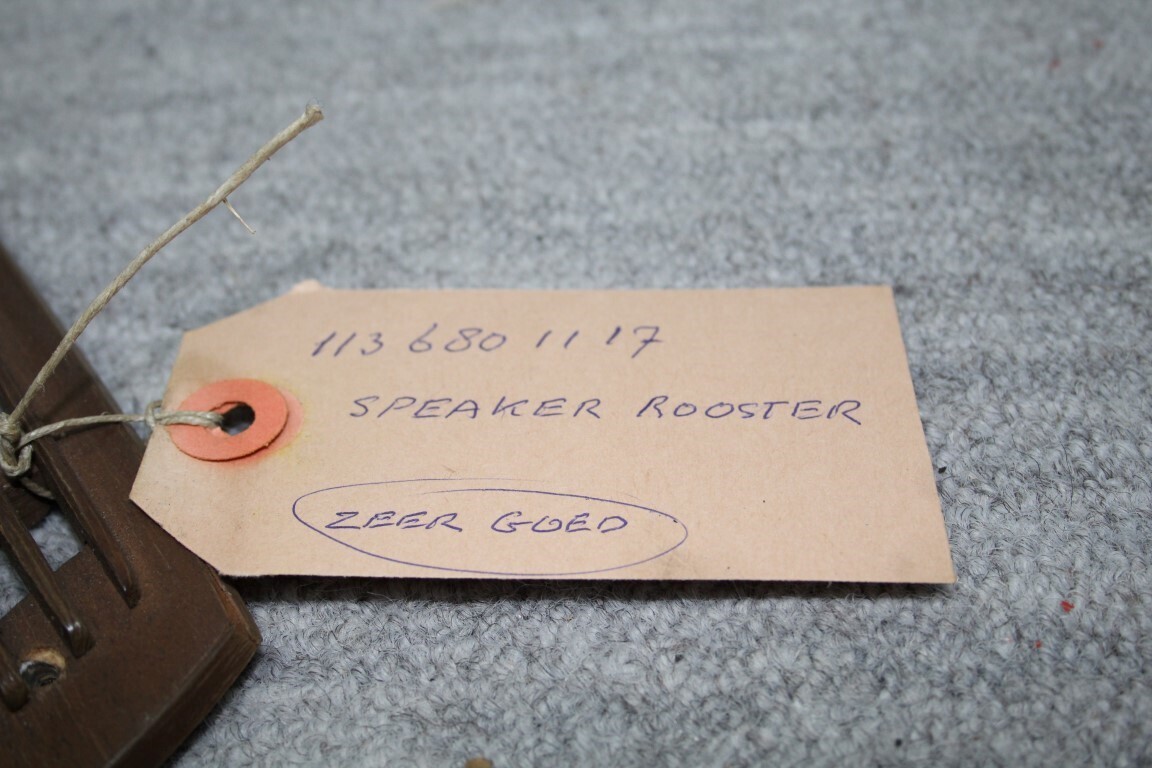 113 680 11 17
SPEAKER ROOSTER
ZEER GOED